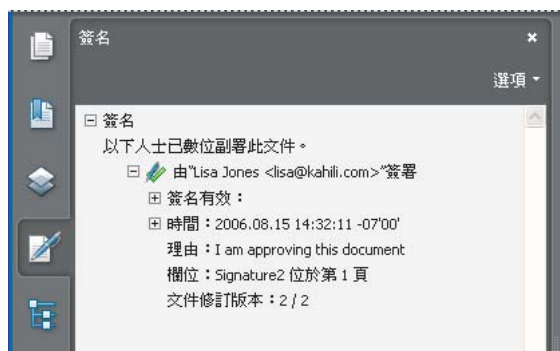 簽名
選項
簽名
以下人士已數位副署此文件。
由"Lisa Jones <lisa@kahili.com>"簽署
簽名有效：
時間：2006.08.15 14:32:11 -07'00'
理由：I am approving this document
欄位：Signature2 位於第 1 頁
文件修訂版本：2 / 2